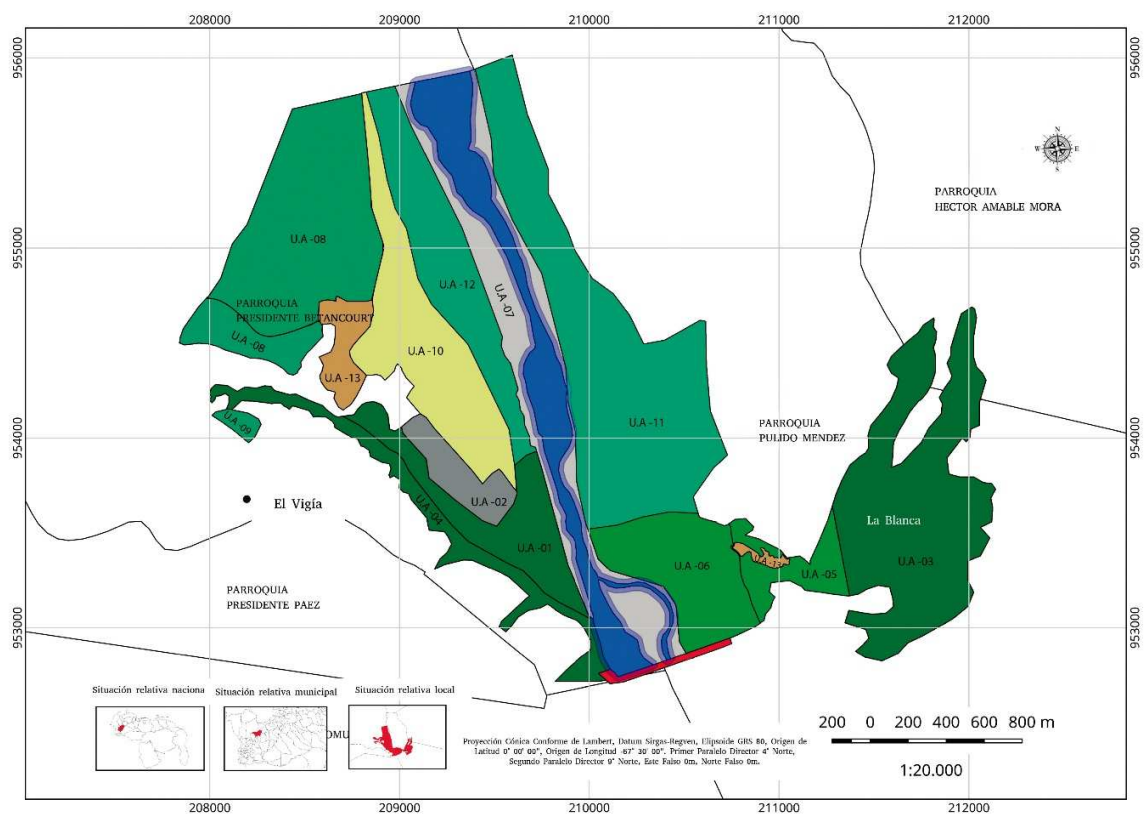 208000 209000 210000 211000 212000
956000 956000
N
W E
S
PARROQUIA
HECTOR AMABLE MORA
955000 955000
U.A -08
U.A -12
U.A -07
PARROQUIA
PRESIDENTE BETANCOURT
U.A -08
U.A -10
U.A -13
U.A -11
PARROQUIA
PULIDO MENDEZ
954000 954000
U.A -09
U.A -02
El Vigía
U.A -04
La Blanca
U.A -01
U.A -06
U.A -13
U.A -05
U.A -03
PARROQUIA
PRESIDENTE PAEZ
953000 953000
Situación relativa naciona Situación relativa municipal Situación relativa local
OMU
Proyección Cónica Conforme de Lambert, Datum Sirgas-Regven, Elipsoide GRS 80, Origen de
Latitud 0° 00' 00", Origen de Longitud -67° 30' 00". Primer Paralelo Director 4° Norte,
Segundo Paralelo Director 9° Norte, Este Falso 0m, Norte Falso 0m.
200 0 200 400 600 800 m
1:20.000
208000 209000 210000 211000 212000